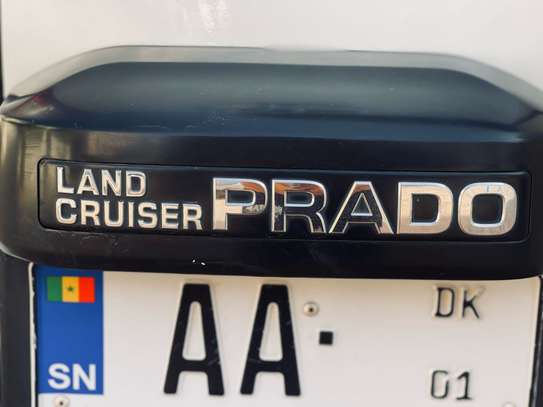 LAND
CRUISER PRADO
SN AA· DK
01